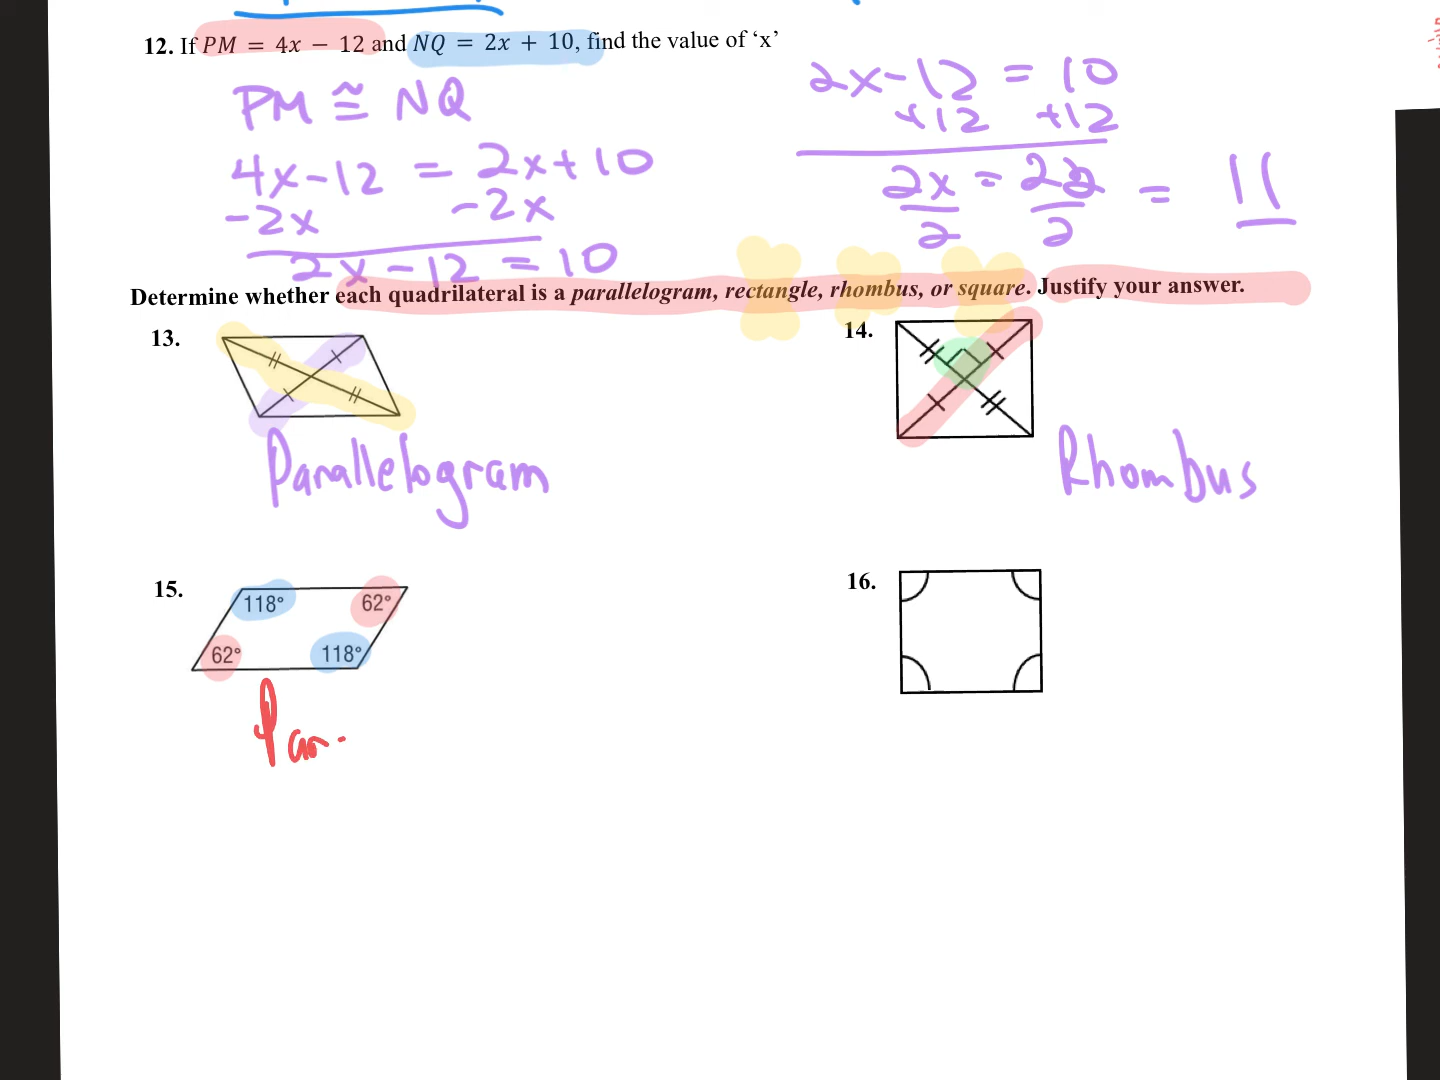 12. If PM = 4x − 12 and NQ = 2x + 10, find the value of ‘x’
PM ≅ NQ
4x-12 = 2x+10
-2x -2x
2x-12 = 10
2x-12 = 10
+12 +12
2x = 22 = 11
2 2
Determine whether each quadrilateral is a parallelogram, rectangle, rhombus, or square. Justify your answer.
13.
Parallelogram
14.
Rhombus
15.
118° 62°
62° 118°
Par
16.